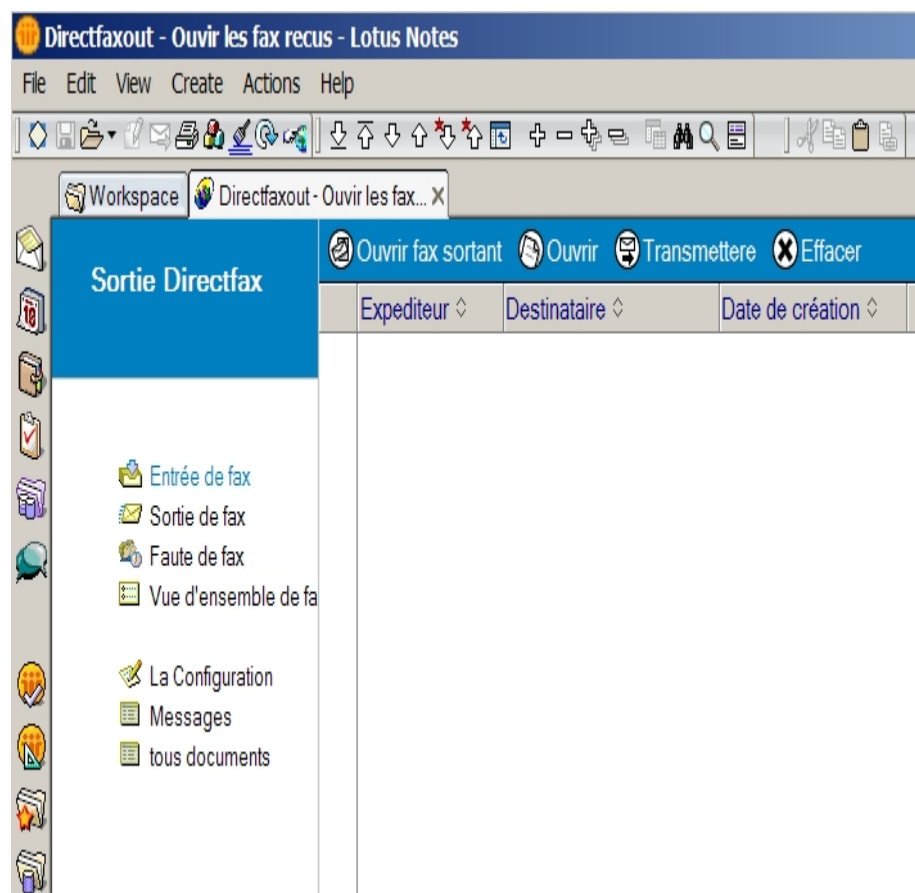 Directfaxout - Ouvir les fax recus - Lotus Notes
File Edit View Create Actions Help
Workspace Directfaxout - Ouvir les fax...
Sortie Directfax
Ouvrir fax sortant Ouvrir Transmettere Effacer
Expediteur Destinataire Date de création
Entrée de fax
Sortie de fax
Faute de fax
Vue d'ensemble de fa
La Configuration
Messages
tous documents